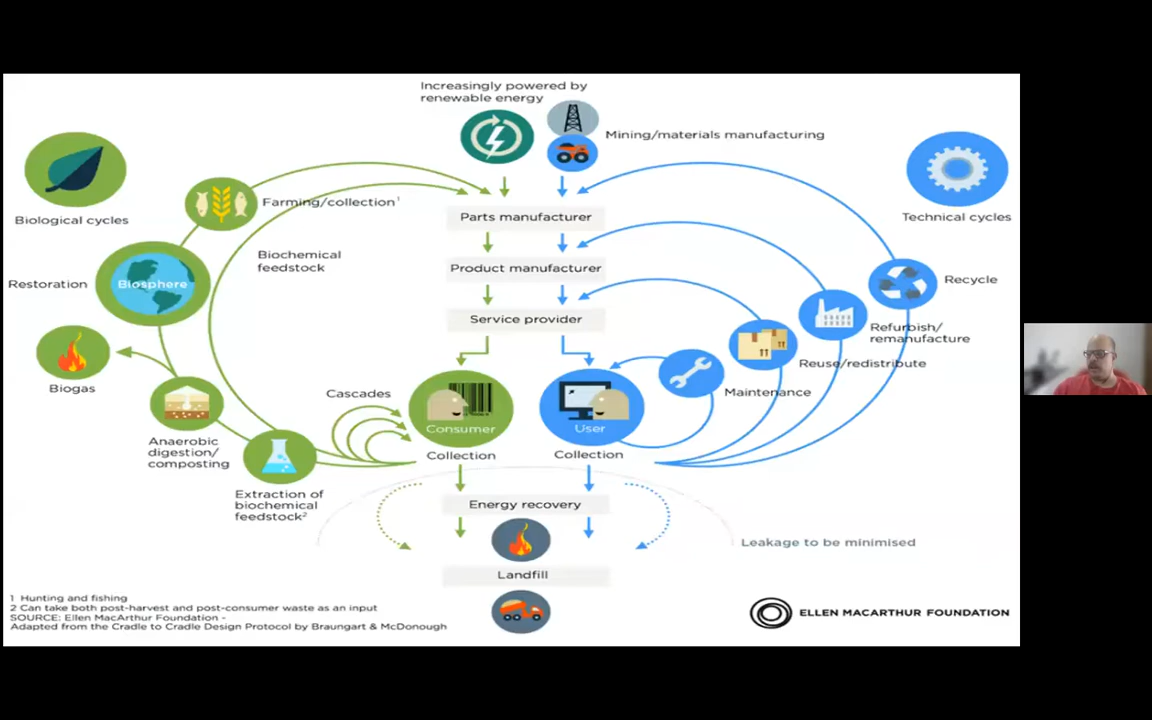 Increasingly powered by
renewable energy
Mining/materials manufacturing
Biological cycles
Farming/collection¹
Technical cycles
Parts manufacturer
Biochemical
feedstock
Product manufacturer
Restoration
Biosphere
Recycle
Service provider
Refurbish/
remanufacture
Reuse/redistribute
Biogas
Cascades
Maintenance
Consumer
User
Anaerobic
digestion/
composting
Collection
Collection
Extraction of
biochemical
feedstock²
Energy recovery
Leakage to be minimised
Landfill
1 Hunting and fishing
2 Can take both post-harvest and post-consumer waste as an input
SOURCE: Ellen MacArthur Foundation -
Adapted from the Cradle to Cradle Design Protocol by Braungart & McDonough
ELLEN MACARTHUR FOUNDATION